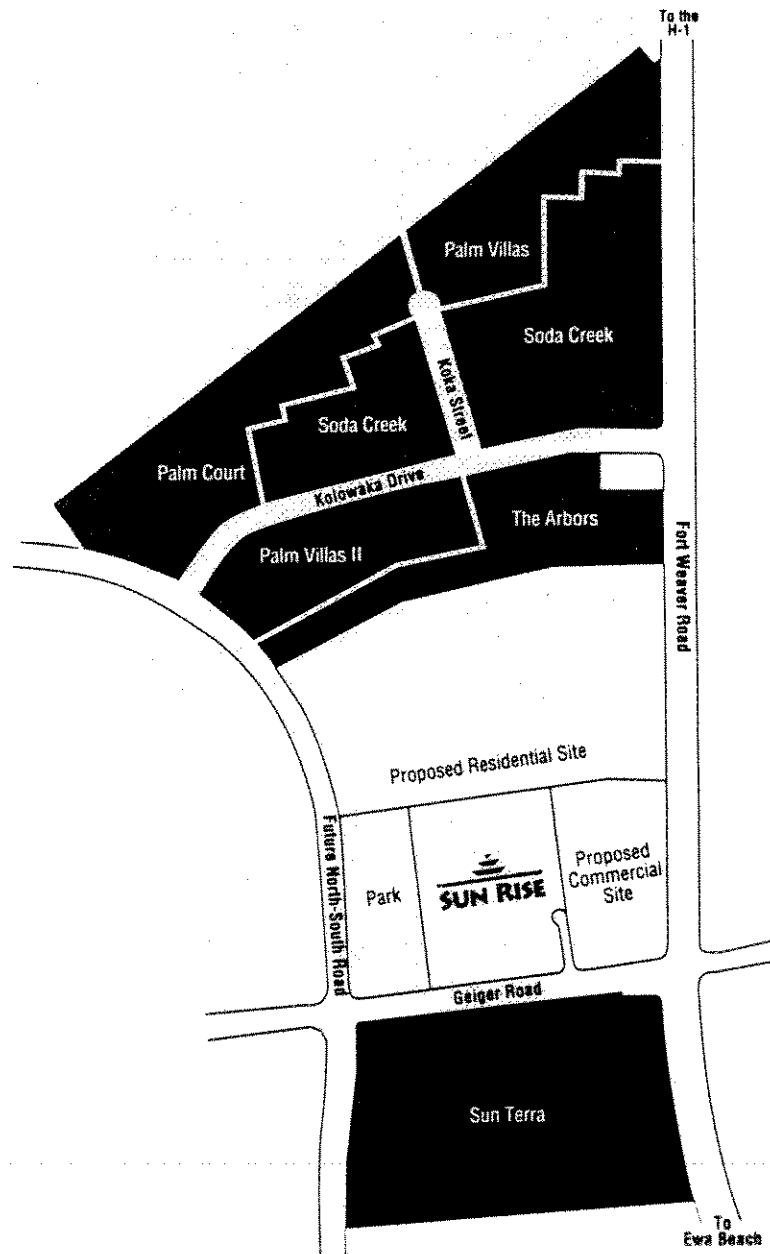 To the
H-1
Palm Villas
Soda Creek
Koka Street
Soda Creek
Palm Court
Kolowaka Drive
The Arbors
Palm Villas II
Fort Weaver Road
Proposed Residential Site
Future North-South Road
Park
SUN RISE
Proposed
Commercial
Site
Geiger Road
Sun Terra
To
Ewa Beach